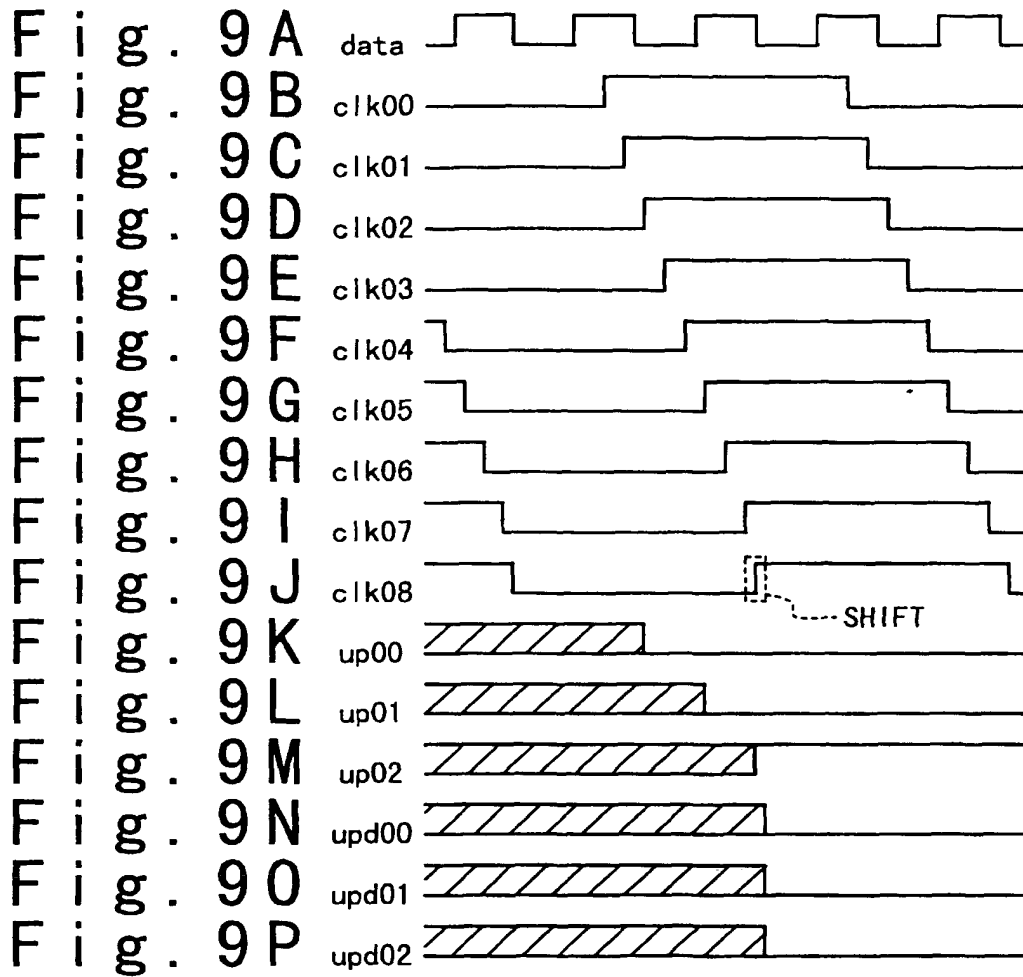 Fig. 9A data
Fig. 9B clk00
Fig. 9C clk01
Fig. 9D clk02
Fig. 9E clk03
Fig. 9F clk04
Fig. 9G clk05
Fig. 9H clk06
Fig. 9I clk07
Fig. 9J clk08
SHIFT
Fig. 9K up00
Fig. 9L up01
Fig. 9M up02
Fig. 9N upd00
Fig. 9O upd01
Fig. 9P upd02